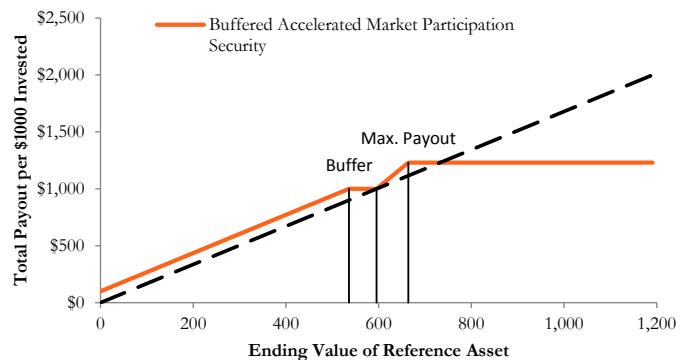 $2,500
Buffered Accelerated Market Participation
Security
$2,000
$1,500
Max. Payout
Buffer
$1,000
$500
$0
0 200 400 600 800 1,000 1,200
Total Payout per $1000 Invested
Ending Value of Reference Asset